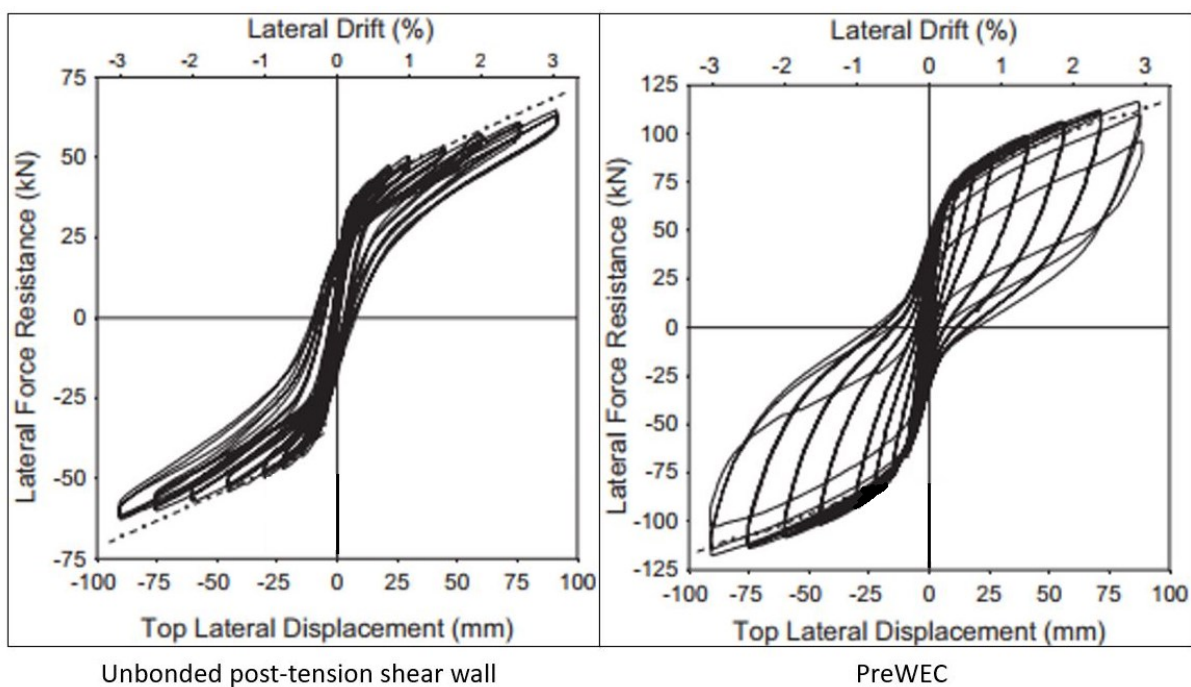 Lateral Drift (%)
-3 -2 -1 0 1 2 3
75
50
25
0
-25
-50
-75
Lateral Force Resistance (kN)
-100 -75 -50 -25 0 25 50 75 100
Top Lateral Displacement (mm)
Unbonded post-tension shear wall
Lateral Drift (%)
-3 -2 -1 0 1 2 3
125
100
75
50
25
0
-25
-50
-75
-100
-125
Lateral Force Resistance (kN)
-100 -75 -50 -25 0 25 50 75 100
Top Lateral Displacement (mm)
PreWEC